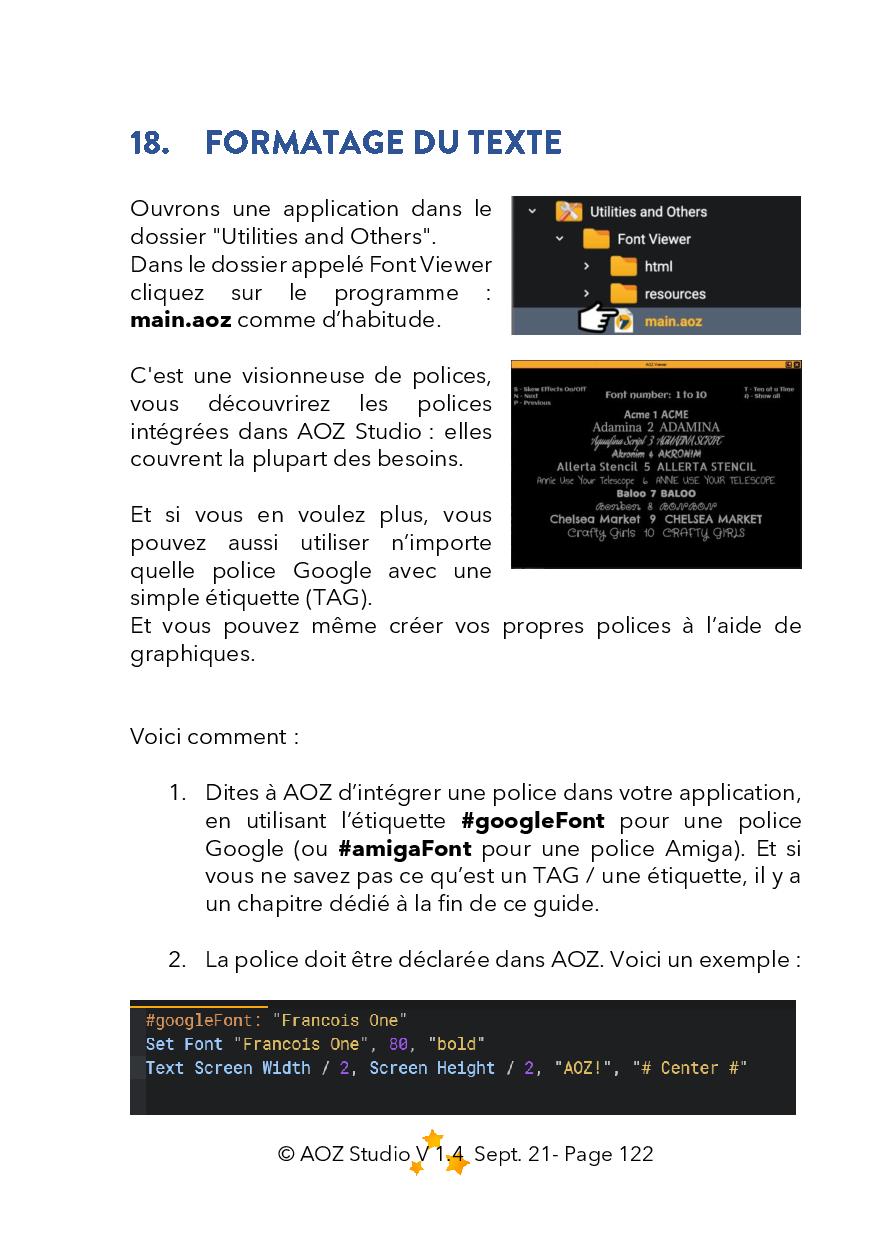 18. FORMATAGE DU TEXTE
Ouvrons une application dans le
dossier "Utilities and Others".
Dans le dossier appelé Font Viewer
cliquez sur le programme :
main.aoz comme d’habitude.
Utilities and Others
Font Viewer
html
resources
main.aoz
C'est une visionneuse de polices,
vous découvrirez les polices
intégrées dans AOZ Studio : elles
couvrent la plupart des besoins.
Et si vous en voulez plus, vous
pouvez aussi utiliser n’importe
quelle police Google avec une
simple étiquette (TAG).
AOZ Viewer
S - Skew Effects On/Off
N - Next
P - Previous
Font number: 1 to 10
T - Ten at a Time
Show all
Acme 1 ACME
Adamina 2 ADAMINA
Aguafina Script 3 AGUAFINA SCRIPT
Akronim 4 AKRONIM
Allerta Stencil 5 ALLERTA STENCIL
Annie Use Your Telescope 6 ANNIE USE YOUR TELESCOPE
Baloo 7 BALOO
Bonbon 8 BONBON
Chelsea Market 9 CHELSEA MARKET
Crafty Girls 10 CRAFTY GIRLS
Et vous pouvez même créer vos propres polices à l’aide de
graphiques.
Voici comment :
1. Dites à AOZ d’intégrer une police dans votre application,
en utilisant l’étiquette #googleFont pour une police
Google (ou #amigaFont pour une police Amiga). Et si
vous ne savez pas ce qu’est un TAG / une étiquette, il y a
un chapitre dédié à la fin de ce guide.
2. La police doit être déclarée dans AOZ. Voici un exemple :
#googleFont: "Francois One"
Set Font "Francois One", 80, "bold"
Text Screen Width / 2, Screen Height / 2, "AOZ!", "# Center #"
© AOZ Studio V 1.4 Sept. 21- Page 122